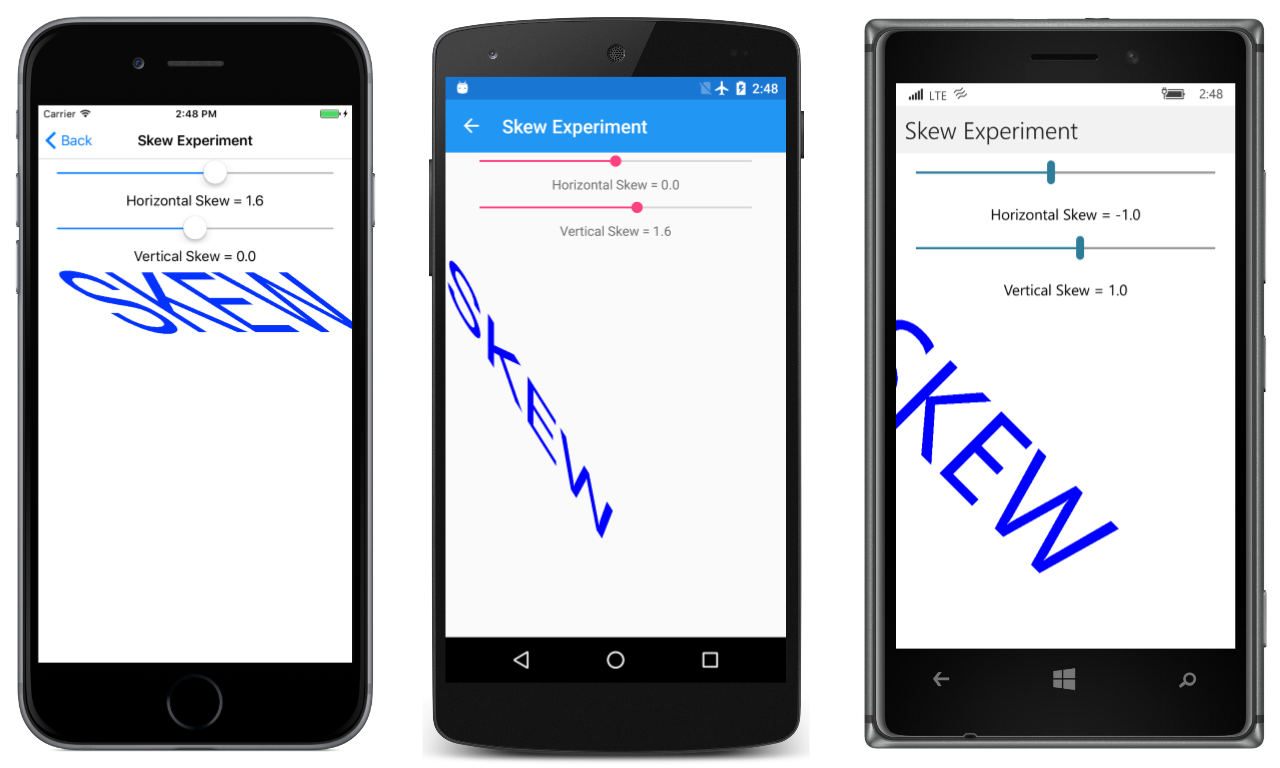 Carrier 2:48 PM
Back Skew Experiment
Horizontal Skew = 1.6
Vertical Skew = 0.0
SKEW
2:48
Skew Experiment
Horizontal Skew = 0.0
Vertical Skew = 1.6
SKEW
LTE 2:48
Skew Experiment
Horizontal Skew = -1.0
Vertical Skew = 1.0
SKEW